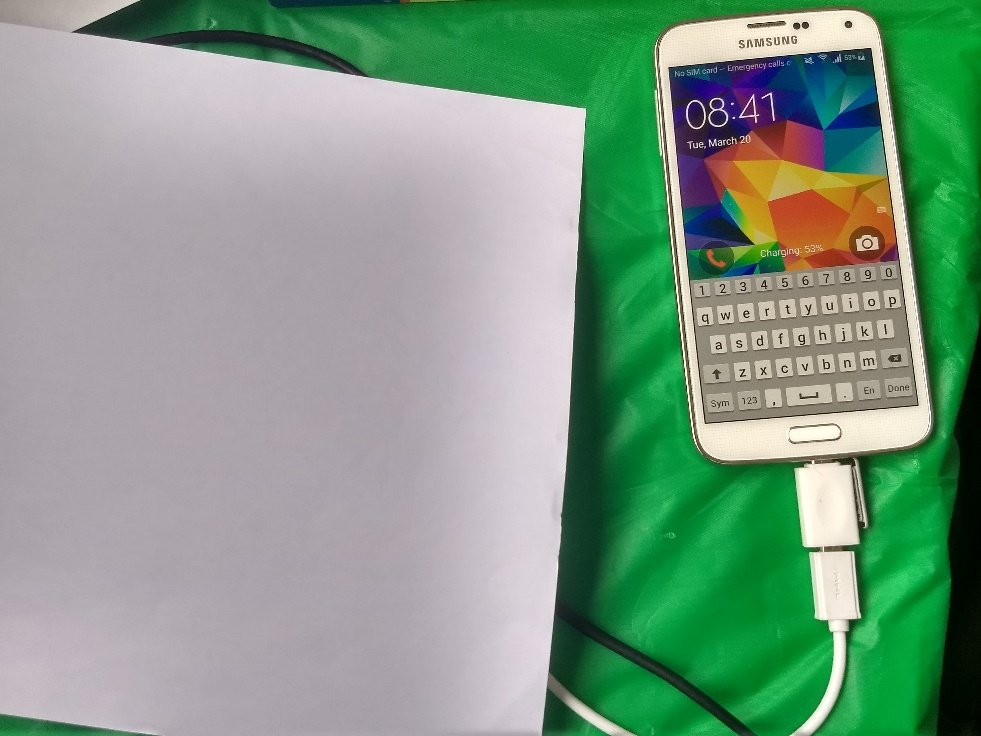 SAMSUNG
No SIM card — Emergency calls o
53%
08:41
Tue, March 20
Charging: 53%
1 2 3 4 5 6 7 8 9 0
q w e r t y u i o p
a s d f g h j k l
z x c v b n m
Sym 123 , . En Done